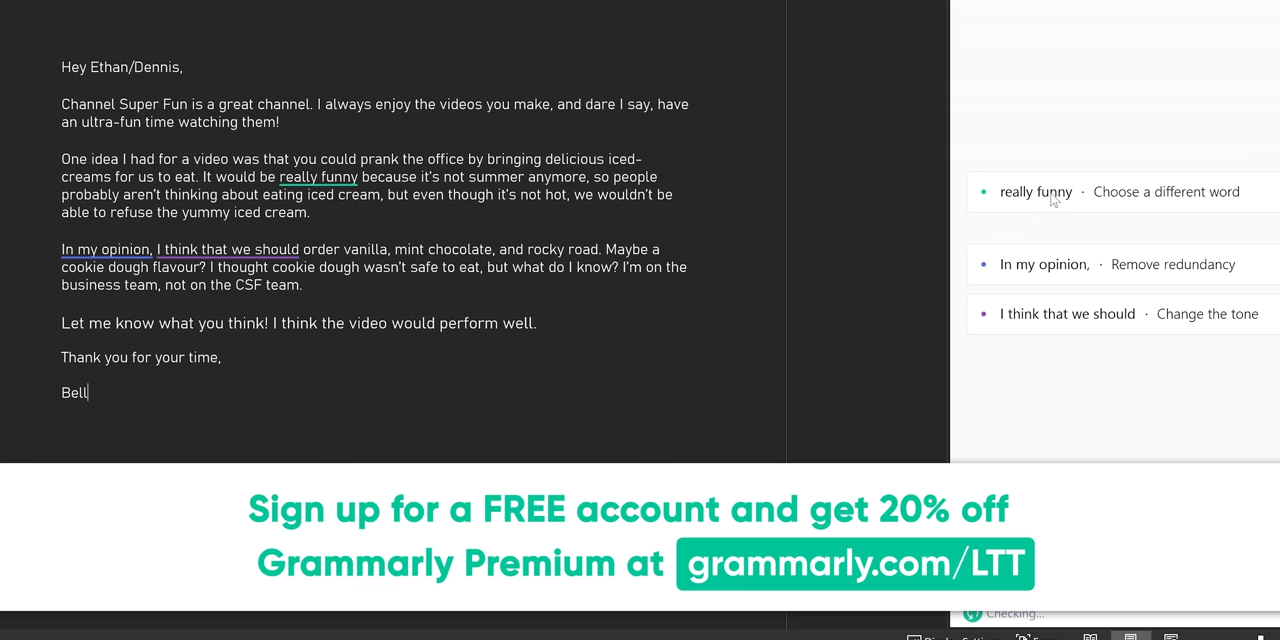 Hey Ethan/Dennis,
Channel Super Fun is a great channel. I always enjoy the videos you make, and dare I say, have
an ultra-fun time watching them!
One idea I had for a video was that you could prank the office by bringing delicious iced-
creams for us to eat. It would be really funny because it's not summer anymore, so people
probably aren't thinking about eating iced cream, but even though it's not hot, we wouldn't be
able to refuse the yummy iced cream.
In my opinion, I think that we should order vanilla, mint chocolate, and rocky road. Maybe a
cookie dough flavour? I thought cookie dough wasn't safe to eat, but what do I know? I'm on the
business team, not on the CSF team.
Let me know what you think! I think the video would perform well.
Thank you for your time,
Bell
really funny · Choose a different word
In my opinion, · Remove redundancy
I think that we should · Change the tone
Sign up for a FREE account and get 20% off
Grammarly Premium at grammarly.com/LTT
Checking...